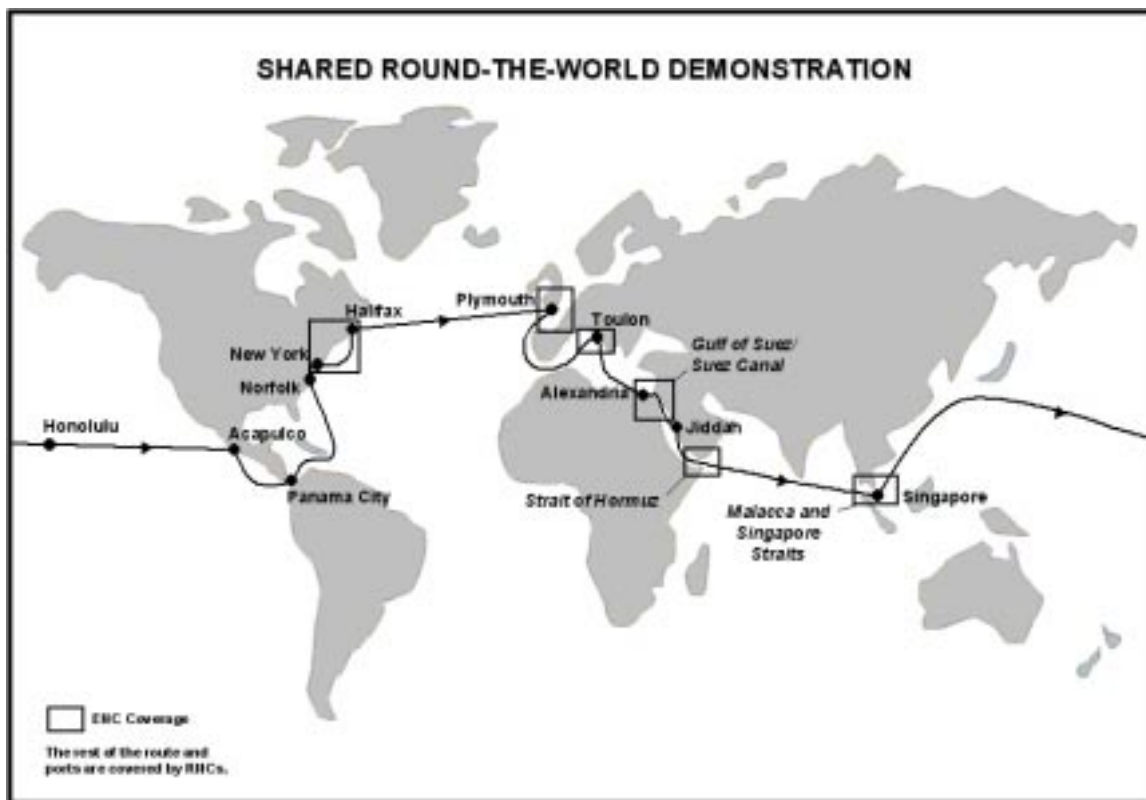 SHARED ROUND-THE-WORLD DEMONSTRATION
Plymouth
Halifax
Toulon
New York
Gulf of Suez/
Suez Canal
Norfolk
Alexandria
Honolulu
Acapulco
Jiddah
Panama City
Strait of Hormuz
Singapore
Malacca and
Singapore
Straits
ENC Coverage
The rest of the route and
ports are covered by RNCs.